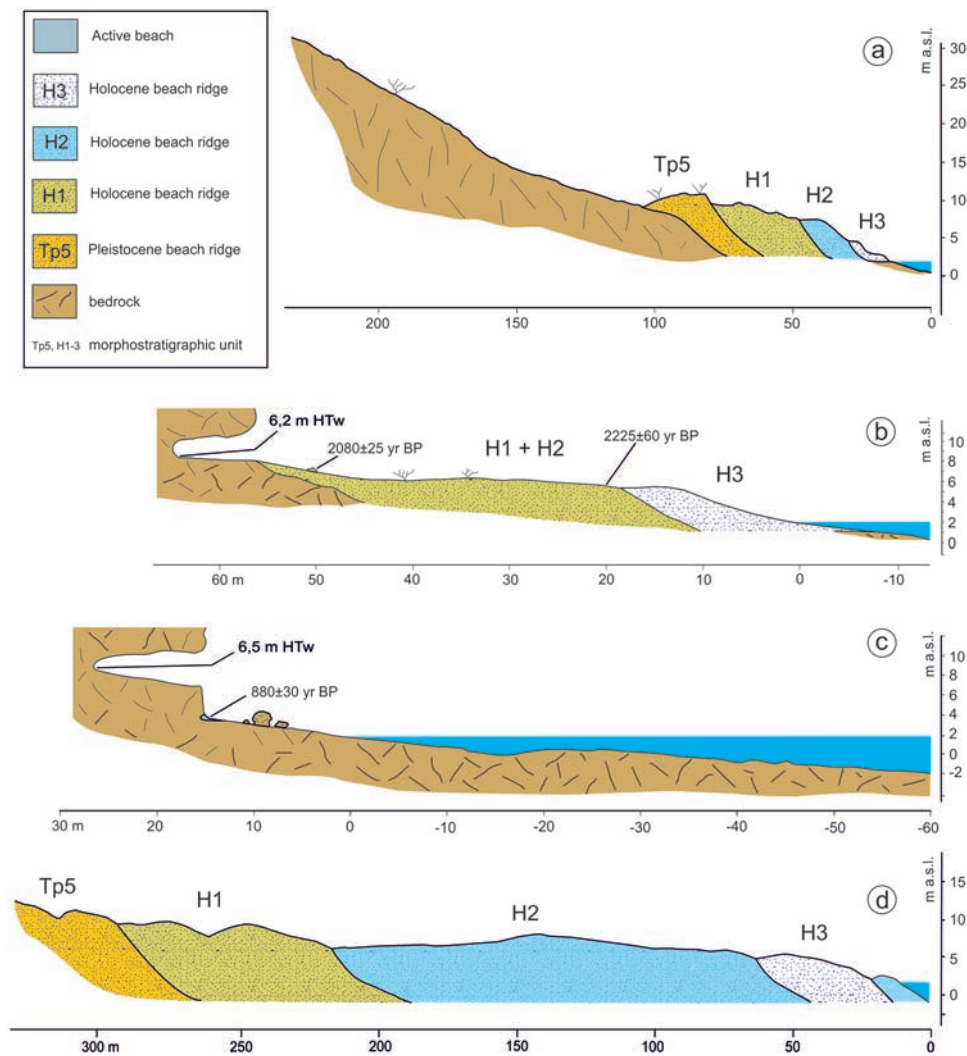 Active beach
H3 Holocene beach ridge
H2 Holocene beach ridge
H1 Holocene beach ridge
Tp5 Pleistocene beach ridge
bedrock
Tp5, H1-3 morphostratigraphic unit
a
m a.s.l.
30
25
20
15
10
5
0
Tp5
H1
H2
H3
200
150
100
50
0
b
m a.s.l.
10
8
6
4
2
0
6,2 m HTw
2080±25 yr BP
H1 + H2
2225±60 yr BP
H3
60 m
50
40
30
20
10
0
-10
c
m a.s.l.
10
8
6
4
2
0
-2
6,5 m HTw
880±30 yr BP
30 m
20
10
0
-10
-20
-30
-40
-50
-60
d
m a.s.l.
15
10
5
0
Tp5
H1
H2
H3
300 m
250
200
150
100
50
0